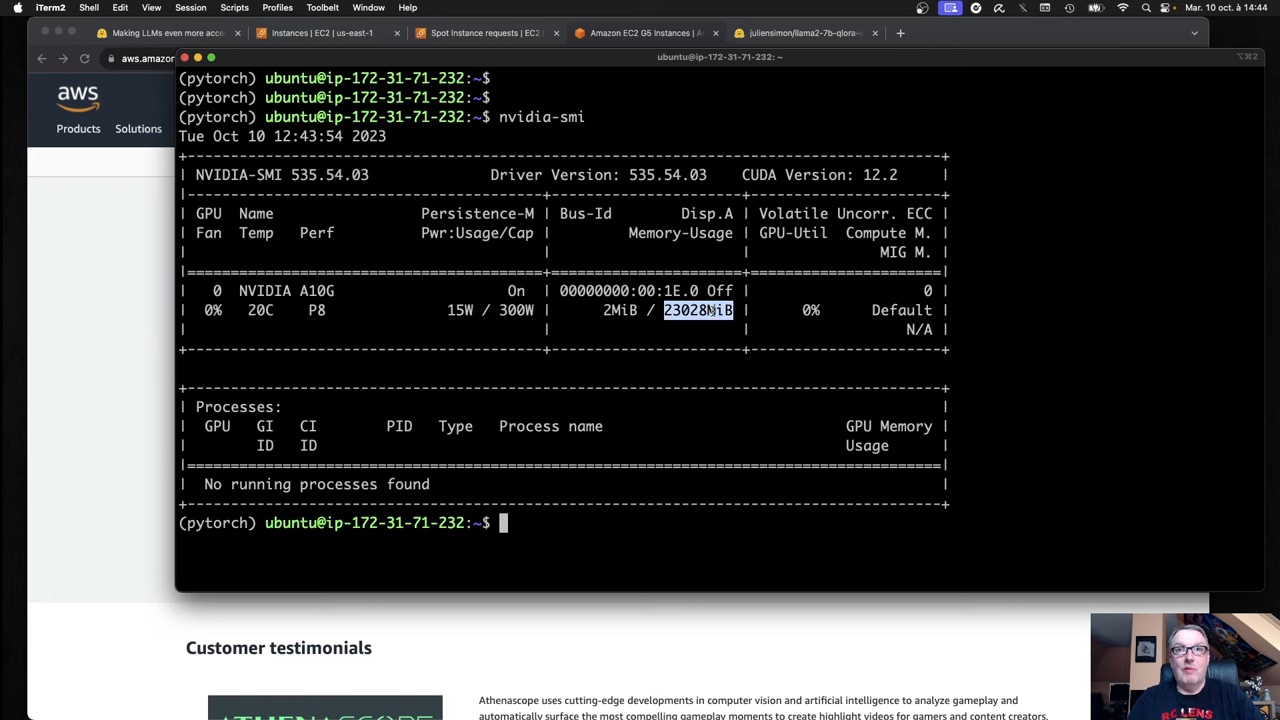 iTerm2 Shell Edit View Session Scripts Profiles Toolbelt Window Help Mar. 10 oct. à 14:44
Making LLMs even more acce Instances | EC2 | us-east-1 Spot Instance requests | EC2 Amazon EC2 G5 Instances | A juliensimon/llama2-7b-qlora-
aws.amazon
ubuntu@ip-172-31-71-232: ~
⌥⌘2
aws
Products Solutions
(pytorch) ubuntu@ip-172-31-71-232:~$
(pytorch) ubuntu@ip-172-31-71-232:~$
(pytorch) ubuntu@ip-172-31-71-232:~$ nvidia-smi
Tue Oct 10 12:43:54 2023
+-----------------------------------------------------------------------------------------+
| NVIDIA-SMI 535.54.03 Driver Version: 535.54.03 CUDA Version: 12.2 |
|-----------------------------------------+----------------------+----------------------+
| GPU Name Persistence-M | Bus-Id Disp.A | Volatile Uncorr. ECC |
| Fan Temp Perf Pwr:Usage/Cap | Memory-Usage | GPU-Util Compute M. |
| | | MIG M. |
|=========================================+======================+======================|
| 0 NVIDIA A10G On | 00000000:00:1E.0 Off | 0 |
| 0% 20C P8 15W / 300W | 2MiB / 23028MiB | 0% Default |
| | | N/A |
+-----------------------------------------+----------------------+----------------------+
+-----------------------------------------------------------------------------------------+
| Processes: |
| GPU GI CI PID Type Process name GPU Memory |
| ID ID Usage |
|=========================================================================================|
| No running processes found |
+-----------------------------------------------------------------------------------------+
(pytorch) ubuntu@ip-172-31-71-232:~$
Customer testimonials
ATHENASCOPE
Athenascope uses cutting-edge developments in computer vision and artificial intelligence to analyze gameplay and
automatically surface the most compelling gameplay moments to create highlight videos for gamers and content creators.